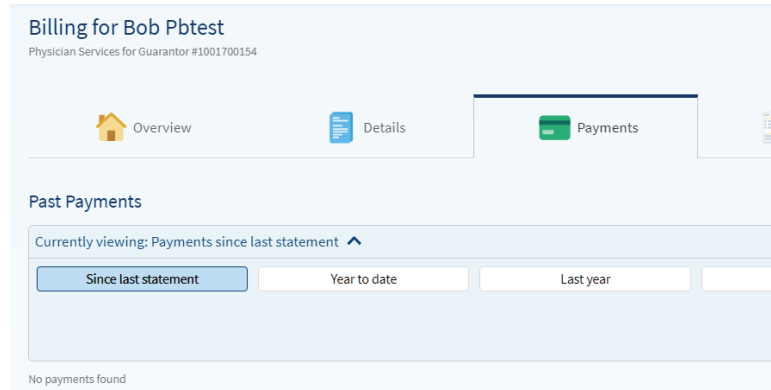 Billing for Bob Pbtest
Physician Services for Guarantor #1001700154
Overview
Details
Payments
Past Payments
Currently viewing: Payments since last statement
Since last statement
Year to date
Last year
No payments found